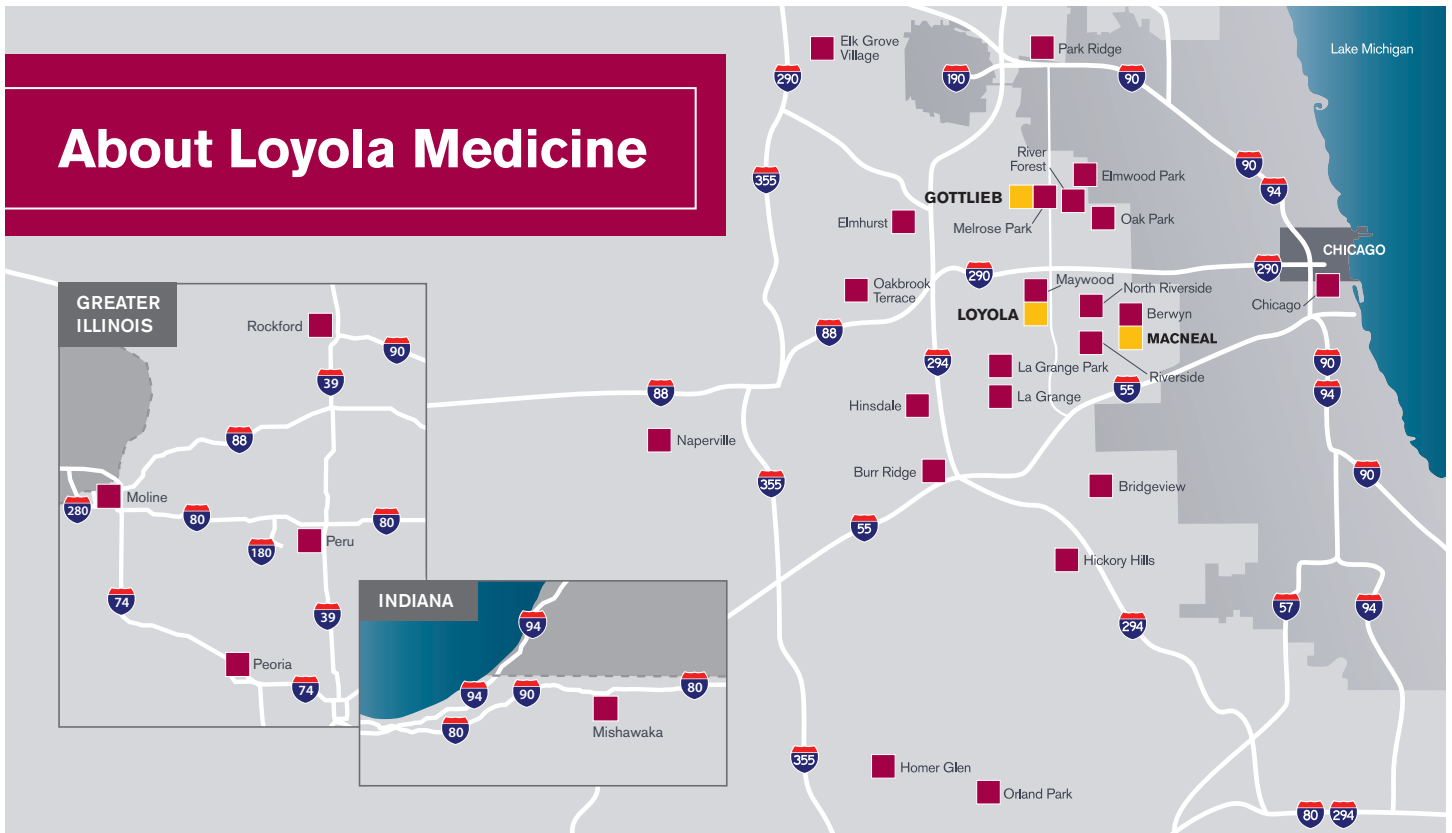 About Loyola Medicine
GREATER
ILLINOIS
Rockford
90
39
88
Moline
280
80
80
180
Peru
74
39
Peoria
74
INDIANA
94
94
90
80
80
Mishawaka
Elk Grove
Village
290
190
Park Ridge
90
Lake Michigan
355
River
Forest
Elmwood Park
90
94
GOTTLIEB
Melrose Park
Oak Park
Elmhurst
CHICAGO
290
290
Oakbrook
Terrace
Maywood
North Riverside
Chicago
LOYOLA
Berwyn
MACNEAL
88
294
La Grange Park
Riverside
90
88
55
94
La Grange
Hinsdale
Naperville
Burr Ridge
90
355
Bridgeview
55
Hickory Hills
57
94
294
355
Homer Glen
Orland Park
80
294